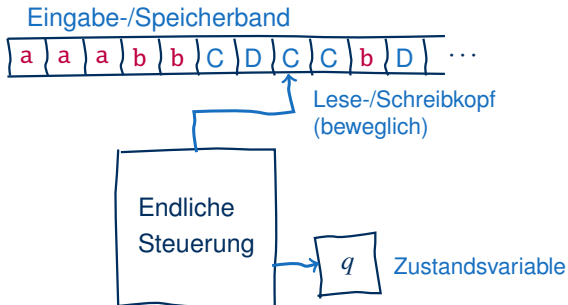 Eingabe-/Speicherband
a a a b b C D C C b D ...
Lese-/Schreibkopf
(beweglich)
Endliche
Steuerung
q
Zustandsvariable